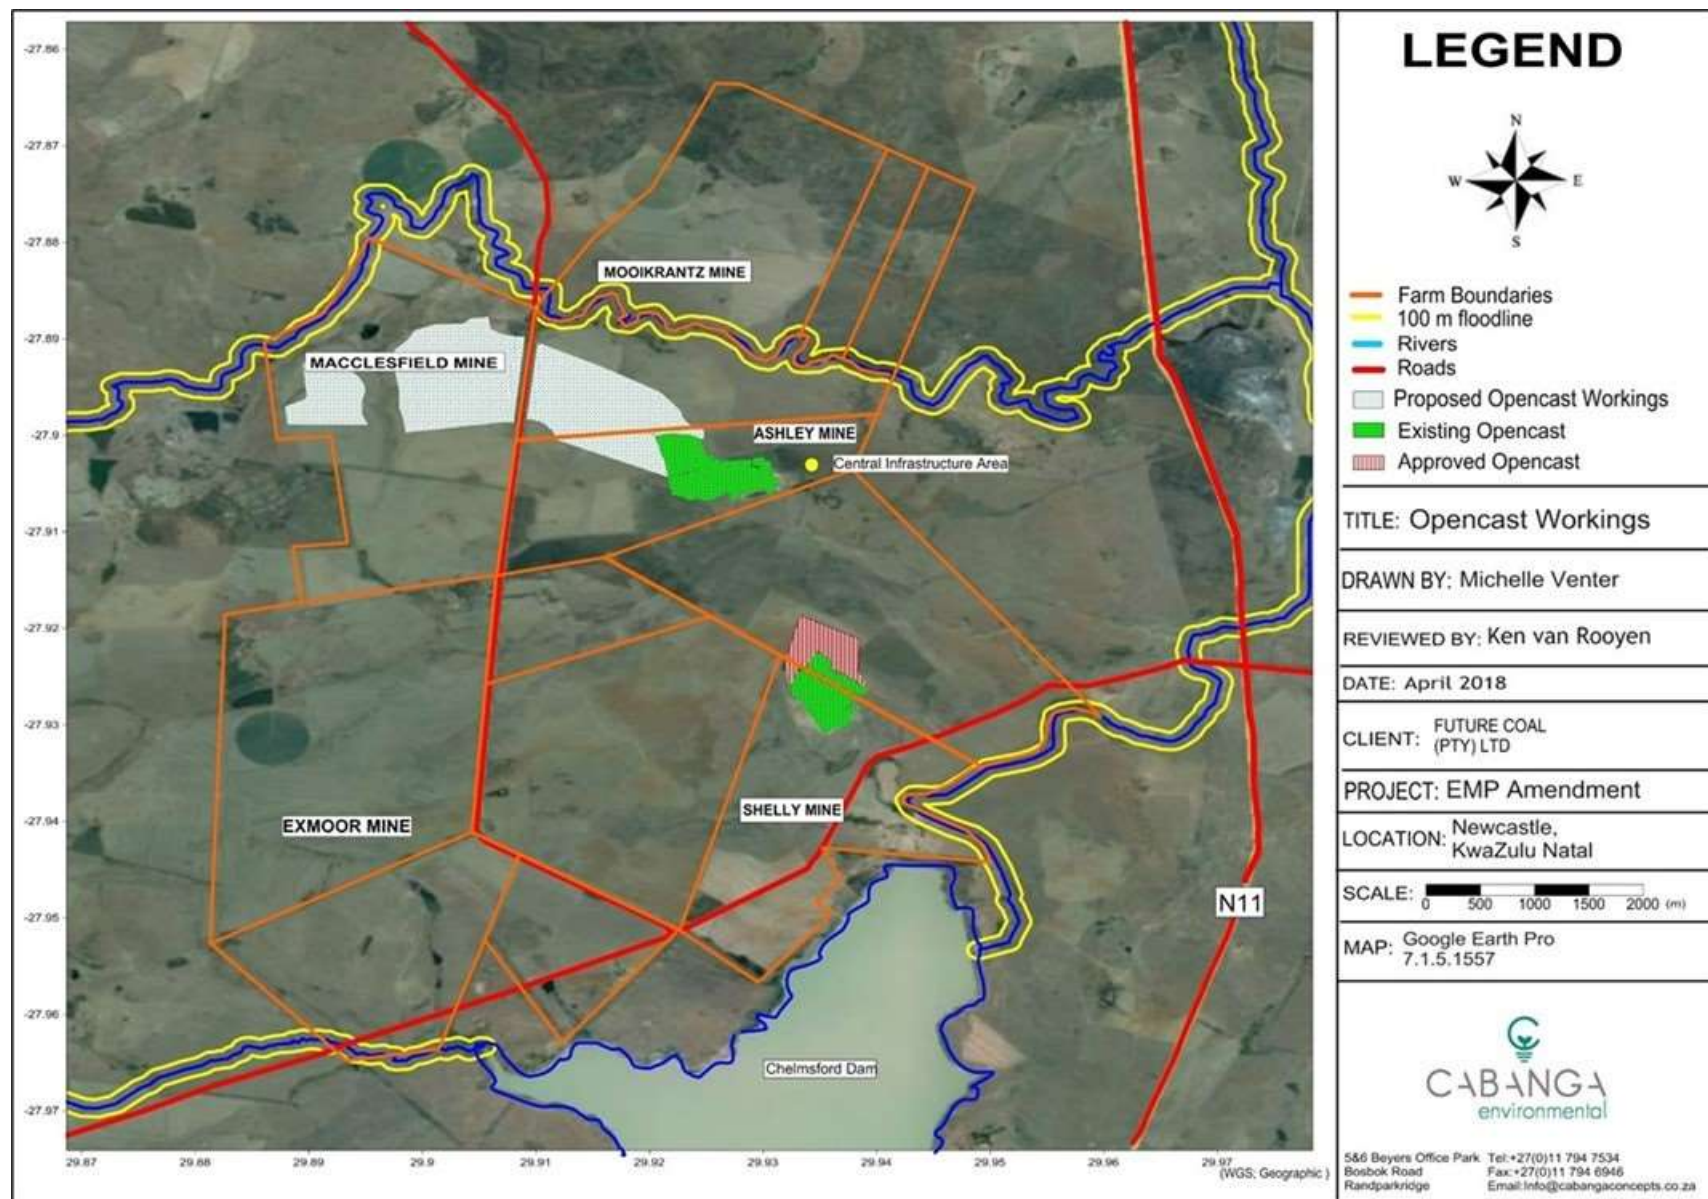 -27.86
-27.87
-27.88
-27.89
-27.9
-27.91
-27.92
-27.93
-27.94
-27.95
-27.96
-27.97
29.87
29.88
29.89
29.9
29.91
29.92
29.93
29.94
29.95
29.96
29.97
(WGS; Geographic )
MOOIKRANTZ MINE
MACCLESFIELD MINE
ASHLEY MINE
Central Infrastructure Area
SHELLY MINE
EXMOOR MINE
N11
Chelmsford Dam
LEGEND
N
W
E
S
Farm Boundaries
100 m floodline
Rivers
Roads
Proposed Opencast Workings
Existing Opencast
Approved Opencast
TITLE: Opencast Workings
DRAWN BY: Michelle Venter
REVIEWED BY: Ken van Rooyen
DATE: April 2018
CLIENT: FUTURE COAL
(PTY) LTD
PROJECT: EMP Amendment
LOCATION: Newcastle,
KwaZulu Natal
SCALE: 0 500 1000 1500 2000 (m)
MAP: Google Earth Pro
7.1.5.1557
CABANGA
environmental
5&6 Beyers Office Park Tel:+27(0)11 794 7534
Bosbok Road Fax:+27(0)11 794 6946
Randparkridge Email:Info@cabangaconcepts.co.za